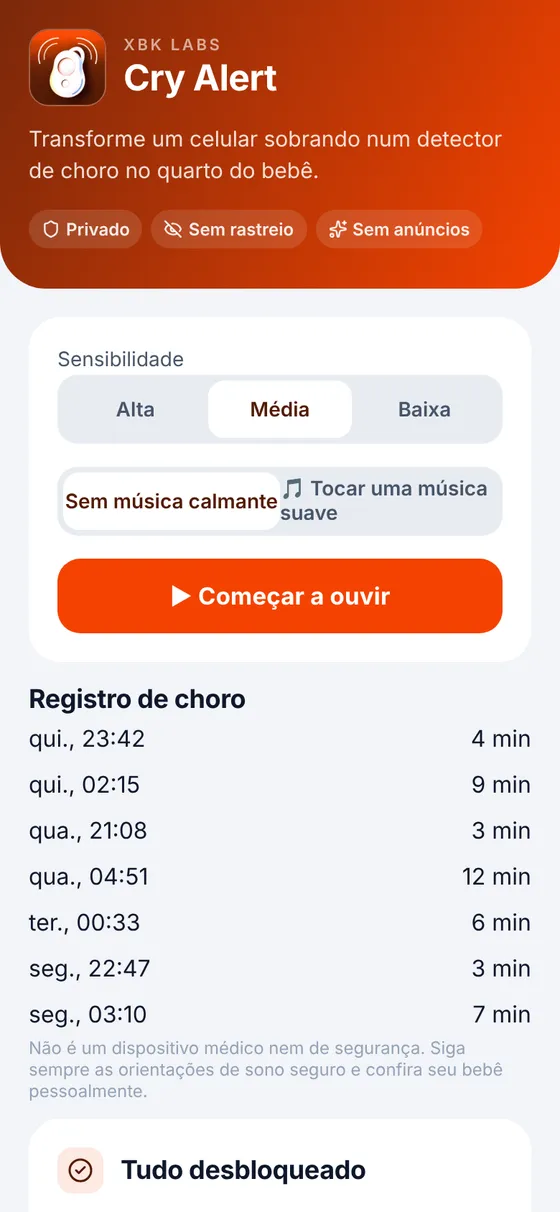 XBK LABS
Cry Alert
Transforme um celular sobrando num detector
de choro no quarto do bebê.
Privado
Sem rastreio
Sem anúncios
Sensibilidade
Alta
Média
Baixa
Sem música calmante
🎵 Tocar uma música
suave
▶ Começar a ouvir
Registro de choro
qui., 23:42 4 min
qui., 02:15 9 min
qua., 21:08 3 min
qua., 04:51 12 min
ter., 00:33 6 min
seg., 22:47 3 min
seg., 03:10 7 min
Não é um dispositivo médico nem de segurança. Siga
sempre as orientações de sono seguro e confira seu bebê
pessoalmente.
Tudo desbloqueado